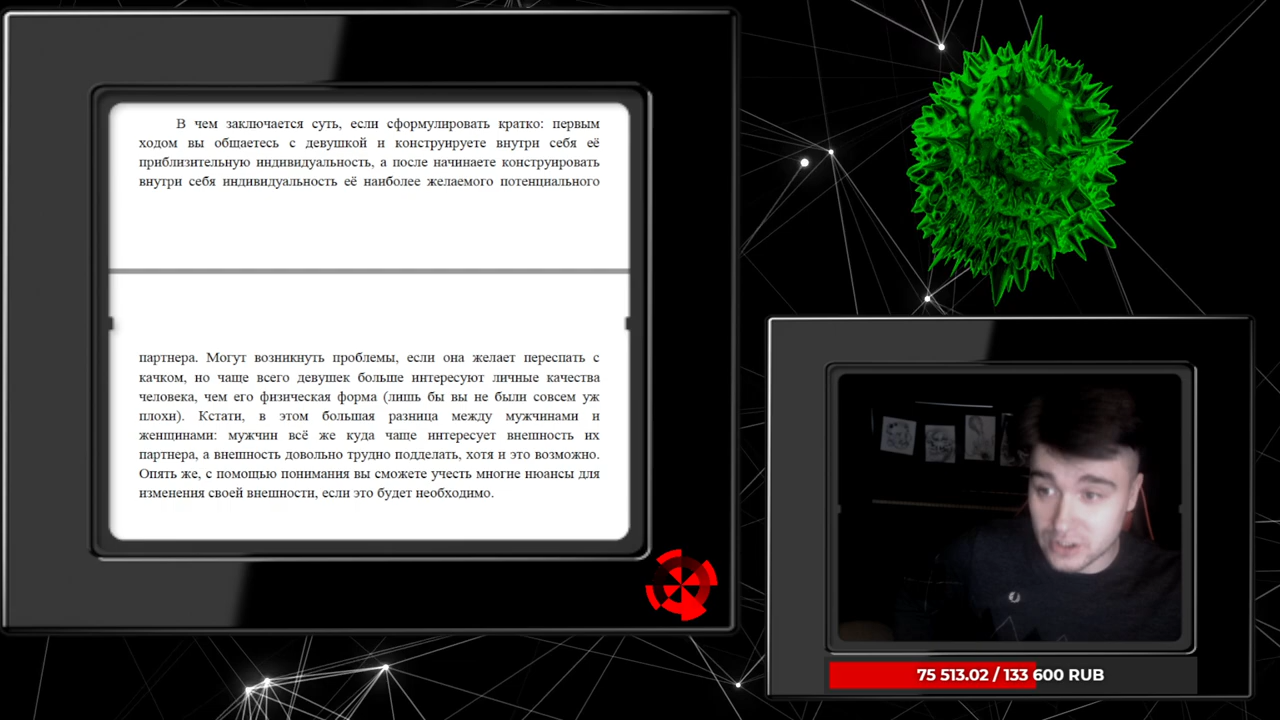 В чем заключается суть, если сформулировать кратко: первым
ходом вы общаетесь с девушкой и конструируете внутри себя её
приблизительную индивидуальность, а после начинаете конструировать
внутри себя индивидуальность её наиболее желаемого потенциального
партнера. Могут возникнуть проблемы, если она желает переспать с
качком, но чаще всего девушек больше интересуют личные качества
человека, чем его физическая форма (лишь бы вы не были совсем уж
плохи). Кстати, в этом большая разница между мужчинами и
женщинами: мужчин всё же куда чаще интересует внешность их
партнера, а внешность довольно трудно подделать, хотя и это возможно.
Опять же, с помощью понимания вы сможете учесть многие нюансы для
изменения своей внешности, если это будет необходимо.
75 513.02 / 133 600 RUB